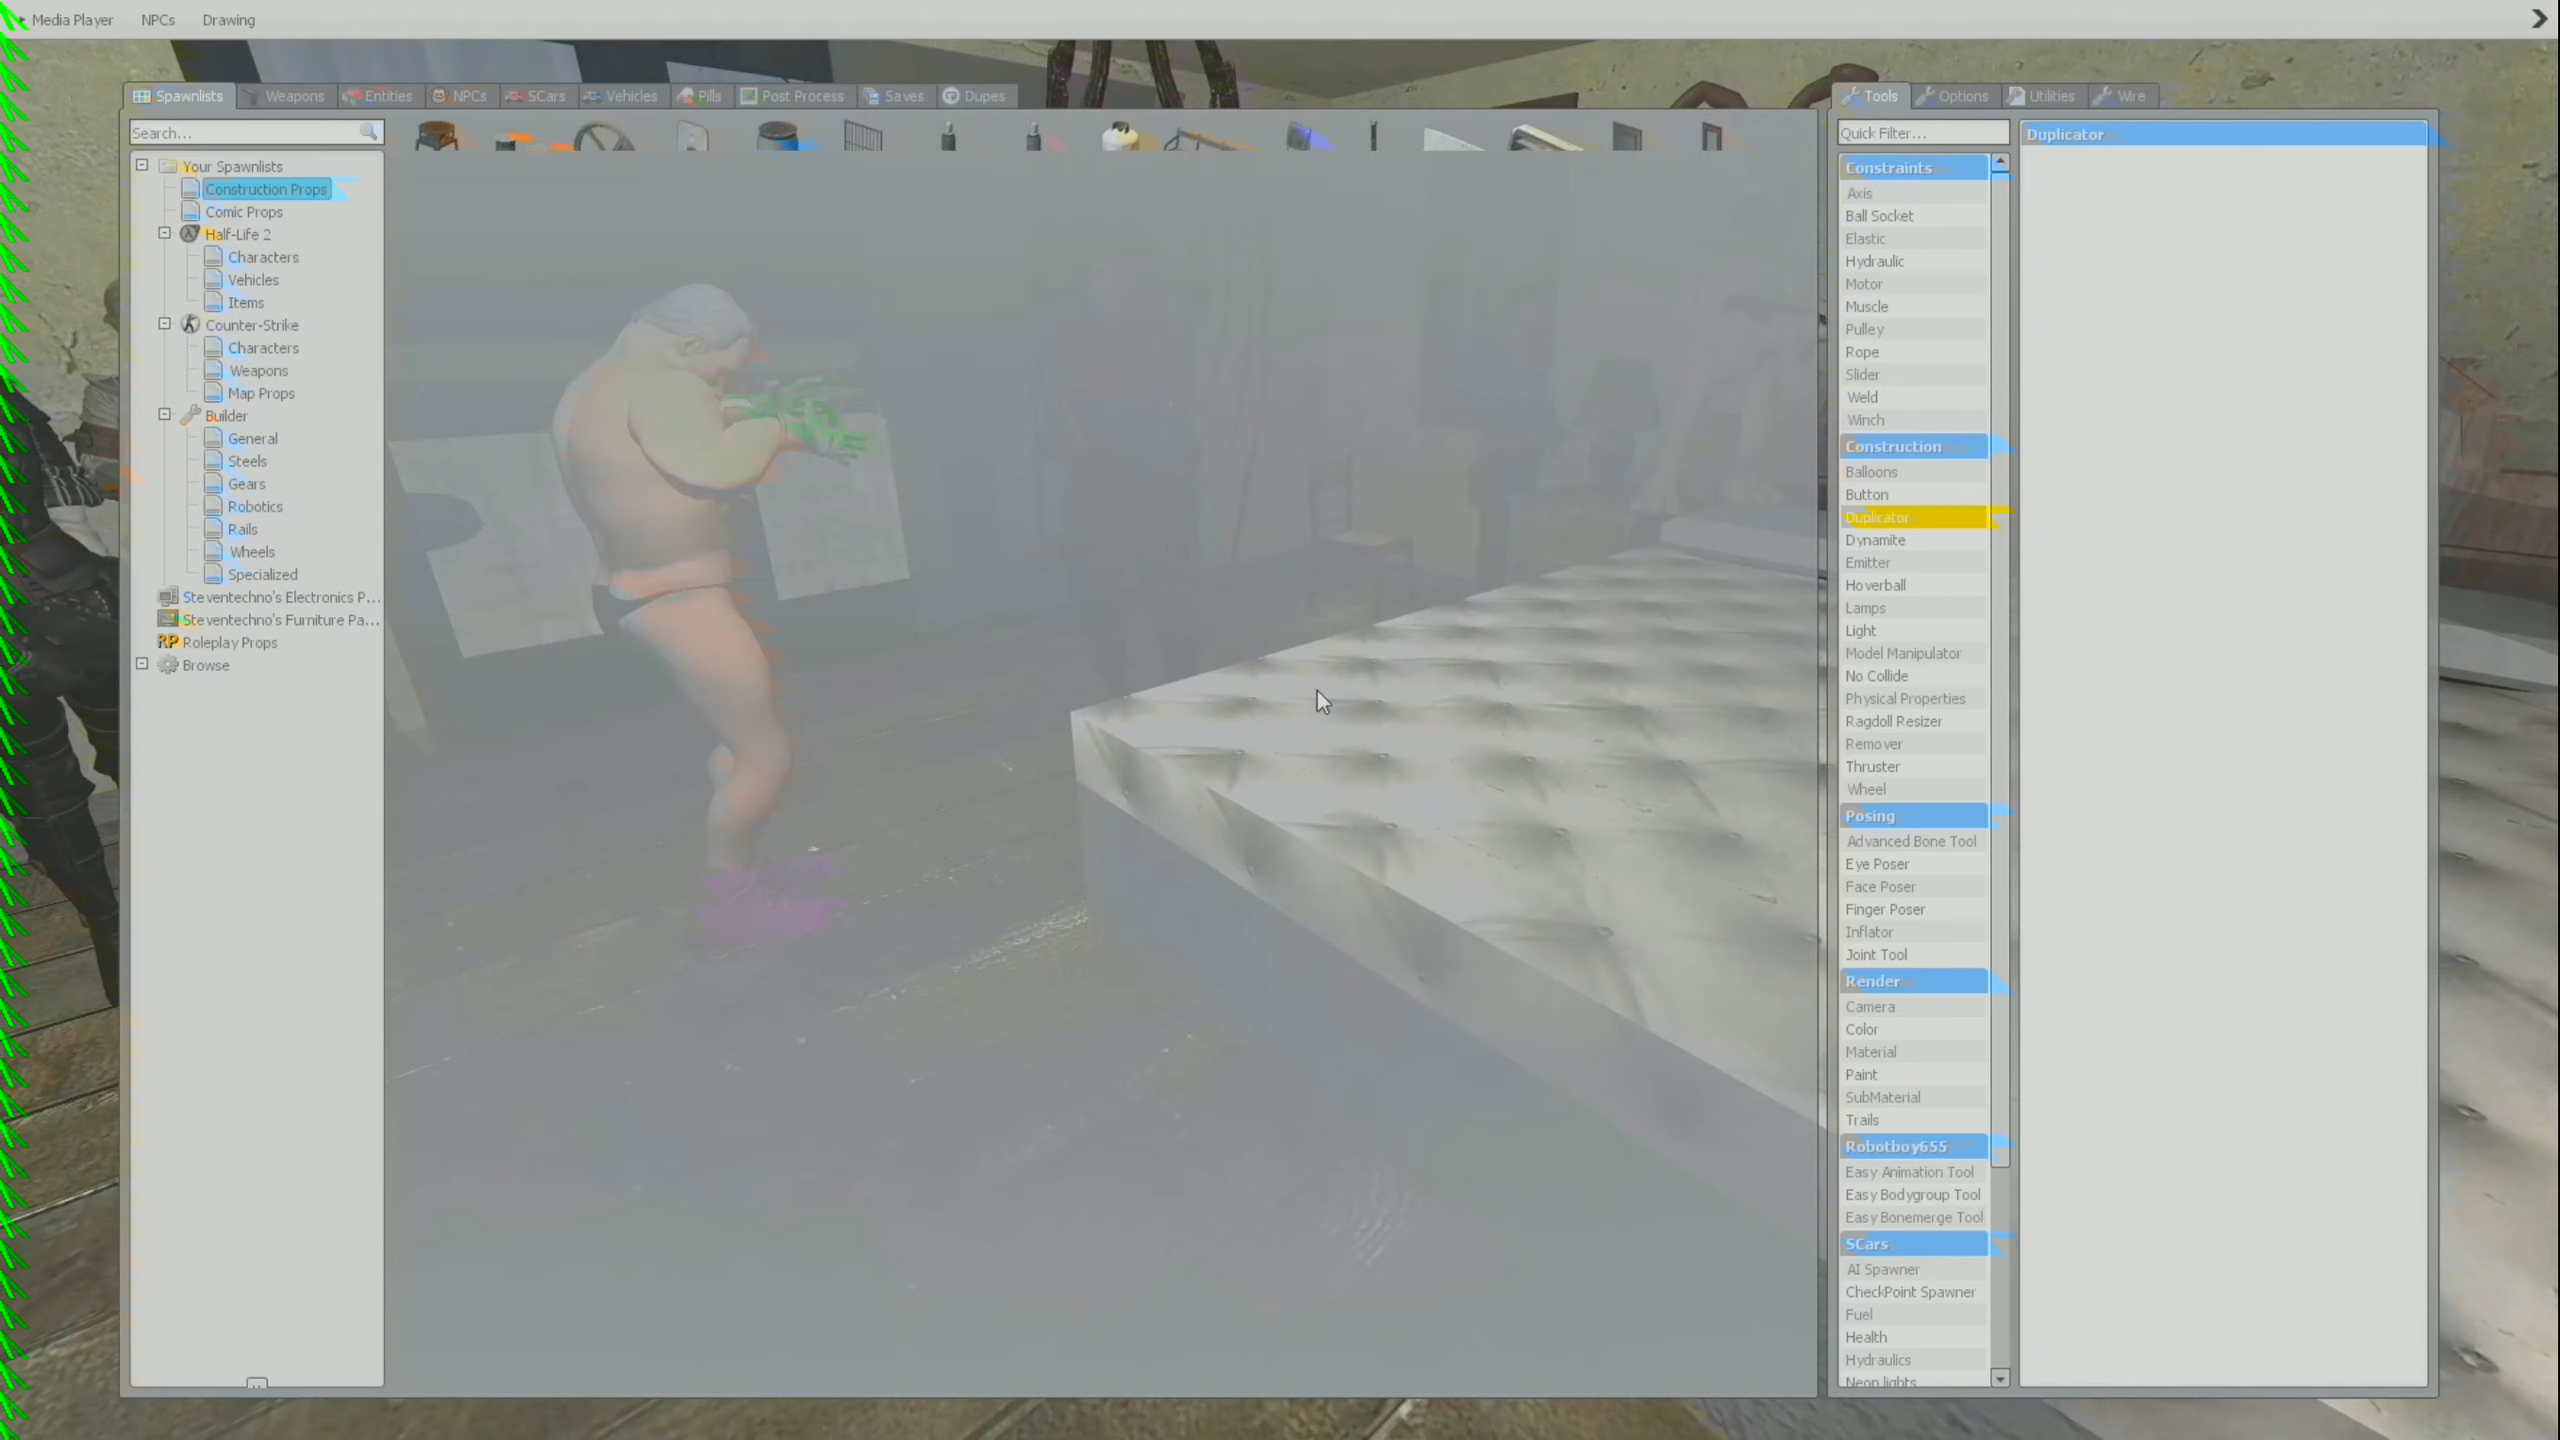 Media Player NPCs Drawing
Spawnlists Weapons Entities NPCs SCars Vehicles Pills Post Process Saves Dupes
Tools Options Utilities Wire
Search...
Your Spawnlists
Construction Props
Comic Props
Half-Life 2
Characters
Vehicles
Items
Counter-Strike
Characters
Weapons
Map Props
Builder
General
Steels
Gears
Robotics
Rails
Wheels
Specialized
Steventechno's Electronics P...
Steventechno's Furniture Pa...
RP Roleplay Props
Browse
Quick Filter...
Constraints
Axis
Ball Socket
Elastic
Hydraulic
Motor
Muscle
Pulley
Rope
Slider
Weld
Winch
Construction
Balloons
Button
Duplicator
Dynamite
Emitter
Hoverball
Lamps
Light
Model Manipulator
No Collide
Physical Properties
Ragdoll Resizer
Remover
Thruster
Wheel
Posing
Advanced Bone Tool
Eye Poser
Face Poser
Finger Poser
Inflator
Joint Tool
Render
Camera
Color
Material
Paint
SubMaterial
Trails
Robotboy655
Easy Animation Tool
Easy Bodygroup Tool
Easy Bonemerge Tool
SCars
AI Spawner
CheckPoint Spawner
Fuel
Health
Hydraulics
Neon lights
Duplicator